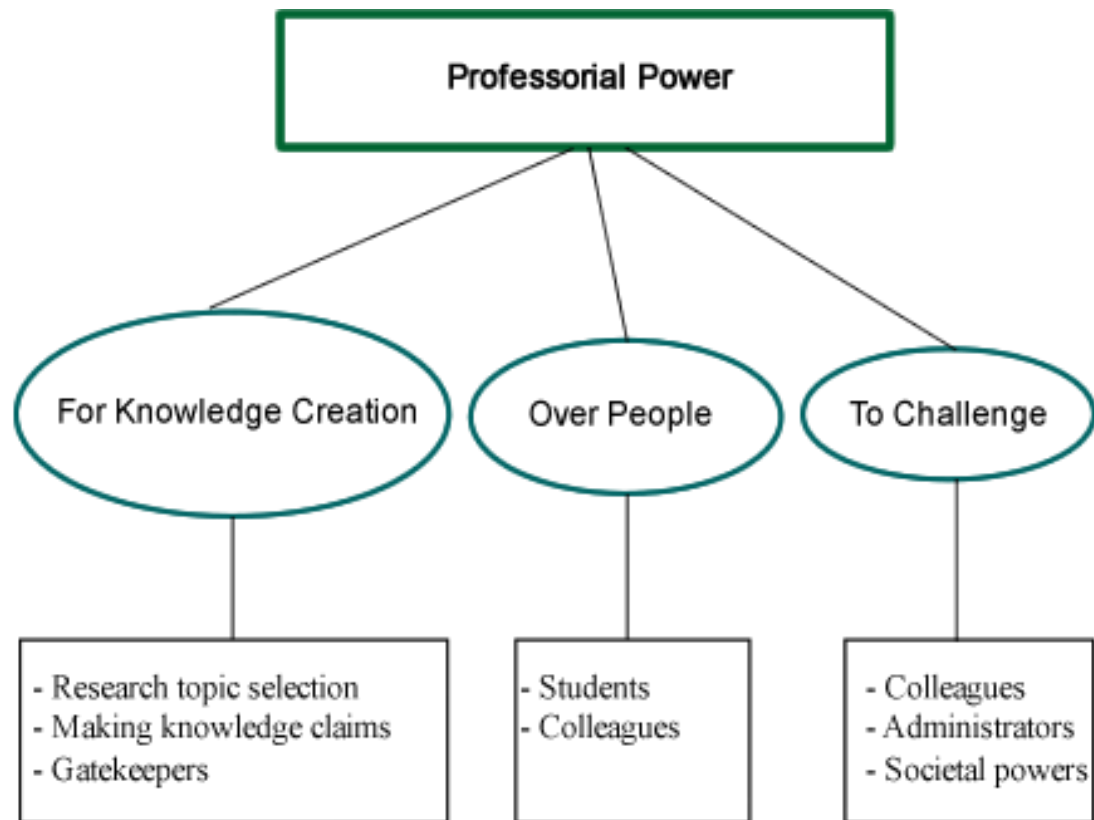 Professorial Power
For Knowledge Creation
Over People
To Challenge
- Research topic selection
- Making knowledge claims
- Gatekeepers
- Students
- Colleagues
- Colleagues
- Administrators
- Societal powers